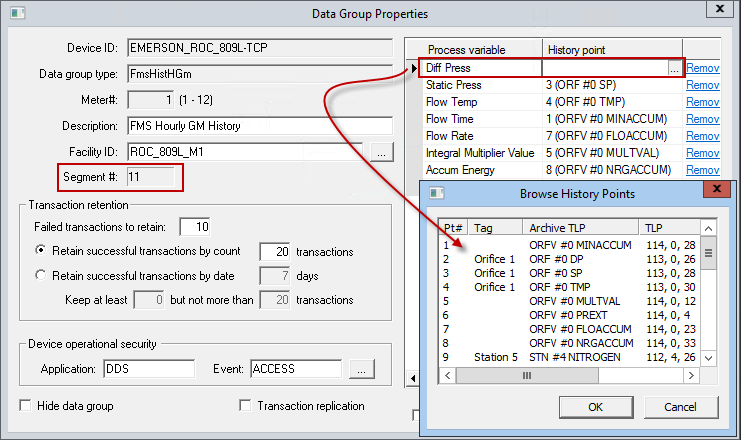 Data Group Properties
Device ID: EMERSON_ROC_809L-TCP
Data group type: FmsHistHGm
Meter#: 1 (1 - 12)
Description: FMS Hourly GM History
Facility ID: ROC_809L_M1 ...
Segment #: 11
Transaction retention
Failed transactions to retain: 10
Retain successful transactions by count 20 transactions
Retain successful transactions by date 7 days
Keep at least 0 but not more than 20 transactions
Device operational security
Application: DDS Event: ACCESS ...
Hide data group Transaction replication
Process variable History point
Diff Press ... Remov
Static Press 3 (ORF #0 SP) Remov
Flow Temp 4 (ORF #0 TMP) Remov
Flow Time 1 (ORFV #0 MINACCUM) Remov
Flow Rate 7 (ORFV #0 FLOACCUM) Remov
Integral Multiplier Value 5 (ORFV #0 MULTVAL) Remov
Accum Energy 8 (ORFV #0 NRGACCUM) Remov
Browse History Points
Pt# Tag Archive TLP TLP
1 ORFV #0 MINACCUM 114, 0, 28
2 Orifice 1 ORF #0 DP 113, 0, 26
3 Orifice 1 ORF #0 SP 113, 0, 28
4 Orifice 1 ORF #0 TMP 113, 0, 30
5 ORFV #0 MULTVAL 114, 0, 12
6 ORFV #0 PREXT 114, 0, 4
7 ORFV #0 FLOACCUM 114, 0, 23
8 ORFV #0 NRGACCUM 114, 0, 33
9 Station 5 STN #4 NITROGEN 112, 4, 26
OK Cancel